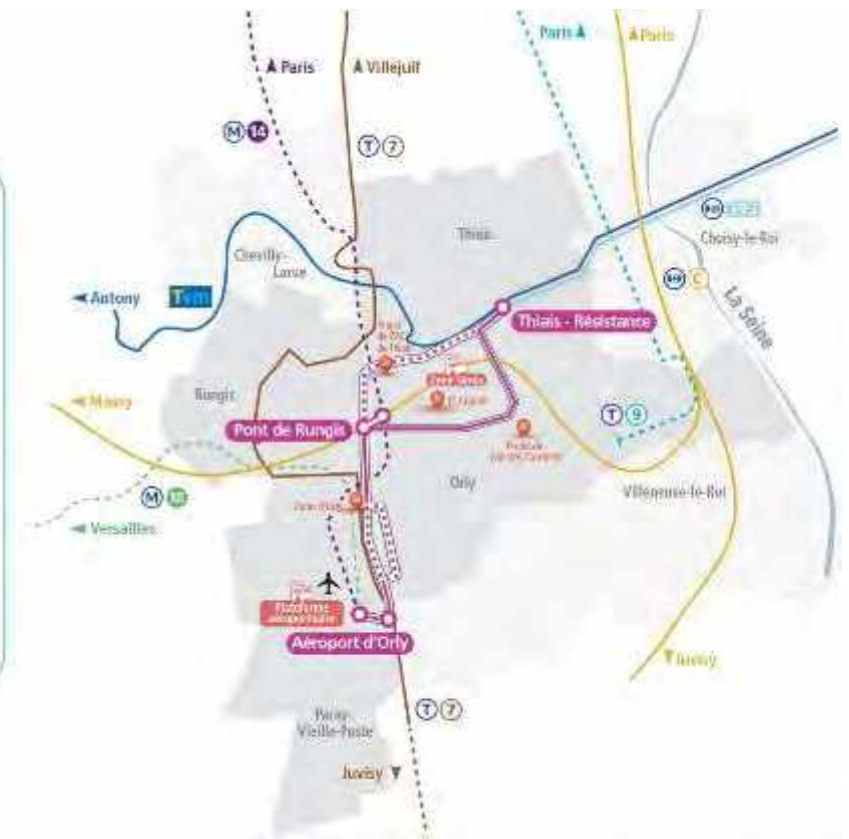 Paris
Villejuif
Paris
Paris
M 14
T 7
Thiais
Choisy-le-Roi
Chevilly-
Larue
Antony
Tvm
C
La Seine
Thiais - Résistance
Rungis
Massy
Pont de Rungis
T 9
Orly
M 18
Villeneuve-le-Roi
Versailles
Plateforme
aéroportuaire
Aéroport d'Orly
Juvisy
T 7
Paray-
Vieille-Poste
Juvisy